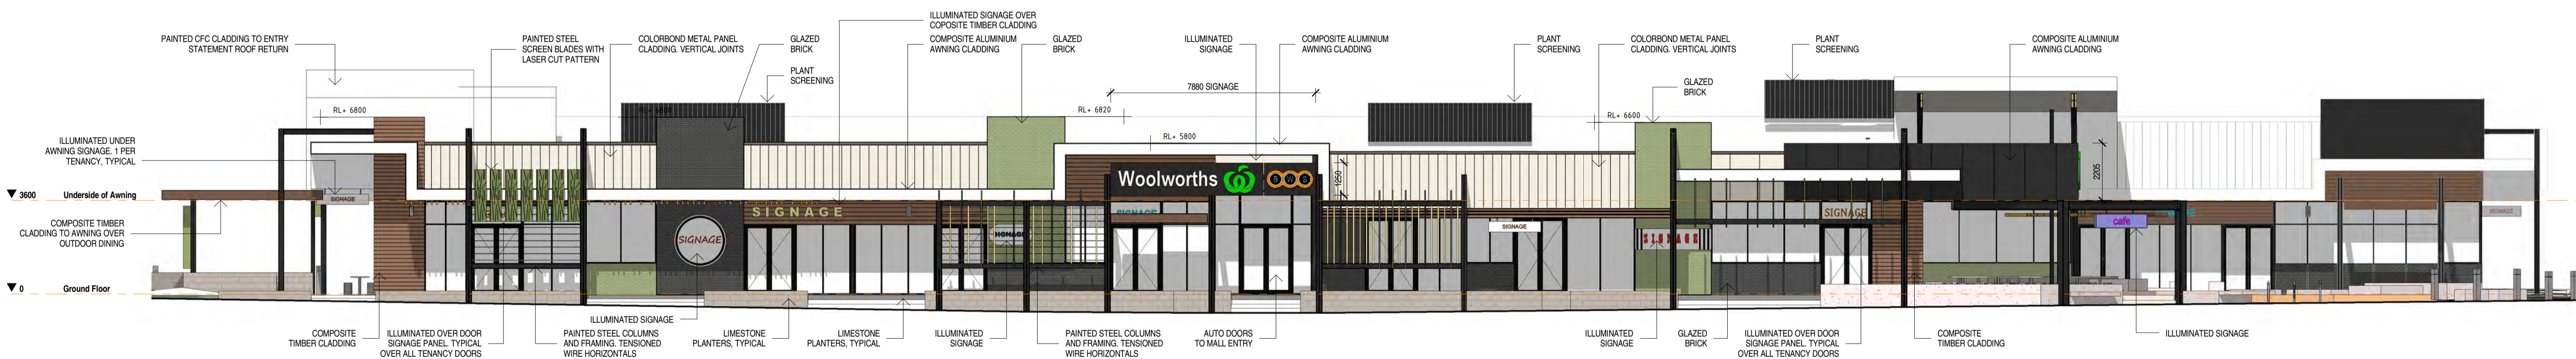 ILLUMINATED SIGNAGE OVER
COPOSITE TIMBER CLADDING
PAINTED CFC CLADDING TO ENTRY
STATEMENT ROOF RETURN
PAINTED STEEL
SCREEN BLADES WITH
LASER CUT PATTERN
COLORBOND METAL PANEL
CLADDING. VERTICAL JOINTS
GLAZED
BRICK
PLANT
SCREENING
COMPOSITE ALUMINIUM
AWNING CLADDING
GLAZED
BRICK
ILLUMINATED
SIGNAGE
COMPOSITE ALUMINIUM
AWNING CLADDING
PLANT
SCREENING
COLORBOND METAL PANEL
CLADDING. VERTICAL JOINTS
GLAZED
BRICK
PLANT
SCREENING
COMPOSITE ALUMINIUM
AWNING CLADDING
7880 SIGNAGE
RL+ 6800
RL+ 6820
RL+ 5800
RL+ 6600
ILLUMINATED UNDER
AWNING SIGNAGE. 1 PER
TENANCY, TYPICAL
3600 Underside of Awning
COMPOSITE TIMBER
CLADDING TO AWNING OVER
OUTDOOR DINING
0 Ground Floor
SIGNAGE
SIGNAGE
SIGNAGE
SIGNAGE
Woolworths
BWS
1250
SIGNAGE
SIGNAGE
SIGNAGE
SIGNAGE
2205
cafe
SIGNAGE
COMPOSITE
TIMBER CLADDING
ILLUMINATED OVER DOOR
SIGNAGE PANEL. TYPICAL
OVER ALL TENANCY DOORS
PAINTED STEEL COLUMNS
AND FRAMING. TENSIONED
WIRE HORIZONTALS
ILLUMINATED SIGNAGE
LIMESTONE
PLANTERS, TYPICAL
LIMESTONE
PLANTERS, TYPICAL
ILLUMINATED
SIGNAGE
PAINTED STEEL COLUMNS
AND FRAMING. TENSIONED
WIRE HORIZONTALS
AUTO DOORS
TO MALL ENTRY
ILLUMINATED
SIGNAGE
GLAZED
BRICK
ILLUMINATED OVER DOOR
SIGNAGE PANEL. TYPICAL
OVER ALL TENANCY DOORS
COMPOSITE
TIMBER CLADDING
ILLUMINATED SIGNAGE